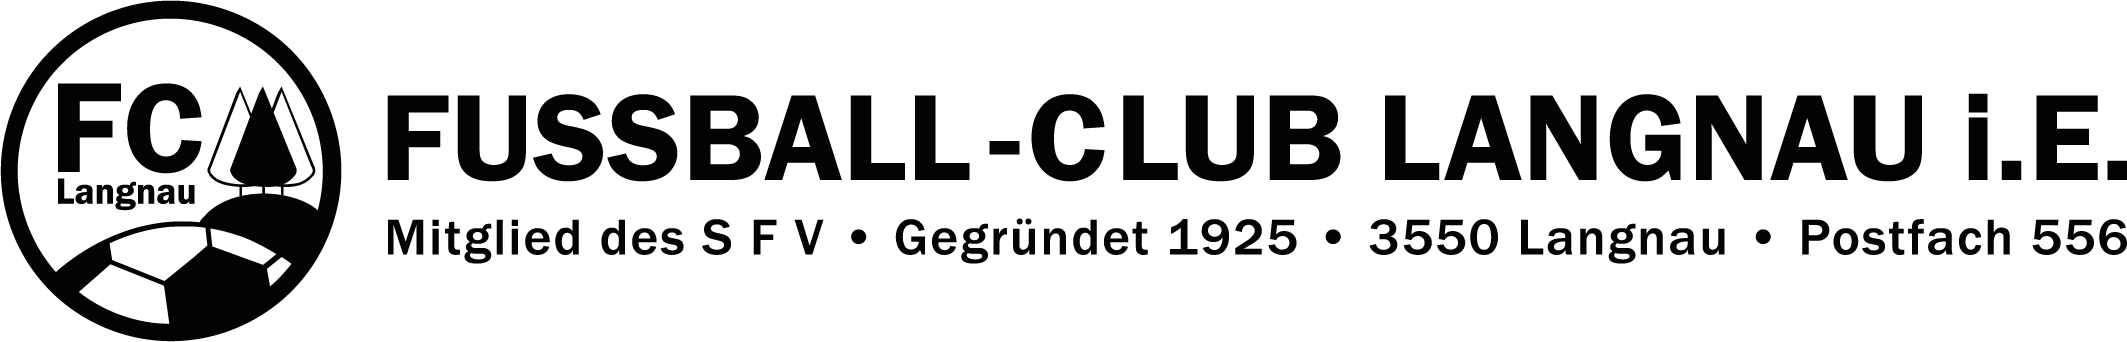 FC
Langnau
FUSSBALL-CLUB LANGNAU i.E.
Mitglied des S F V • Gegründet 1925 • 3550 Langnau • Postfach 556